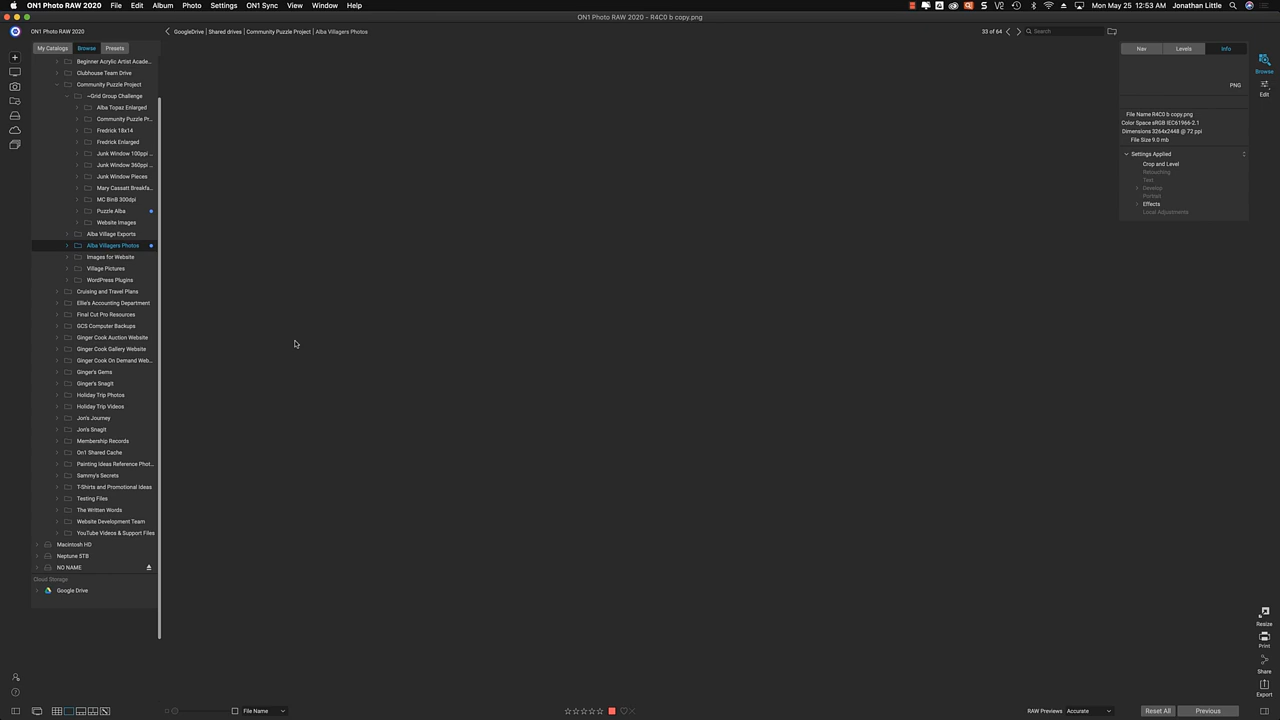 ON1 Photo RAW 2020 File Edit Album Photo Settings ON1 Sync View Window Help Mon May 25 12:53 AM Jonathan Little
ON1 Photo RAW 2020 - R4C0 b copy.png
ON1 Photo RAW 2020
GoogleDrive | Shared drives | Community Puzzle Project | Alba Villagers Photos
33 of 64
Search
My Catalogs Browse Presets
Nav Levels Info
Beginner Acrylic Artist Acade...
Clubhouse Team Drive
Community Puzzle Project
~Grid Group Challenge
Alba Topaz Enlarged
Community Puzzle Pr...
Fredrick 18x14
Fredrick Enlarged
Junk Window 100ppi ...
Junk Window 360ppi ...
Junk Window Pieces
Mary Cassatt Breakfa...
MC BinB 300dpi
Puzzle Alba
Website Images
Alba Village Exports
Alba Villagers Photos
Images for Website
Village Pictures
WordPress Plugins
Cruising and Travel Plans
Ellie's Accounting Department
Final Cut Pro Resources
GCS Computer Backups
Ginger Cook Auction Website
Ginger Cook Gallery Website
Ginger Cook On Demand Web...
Ginger's Gems
Ginger's SnagIt
Holiday Trip Photos
Holiday Trip Videos
Jon's Journey
Jon's SnagIt
Membership Records
On1 Shared Cache
Painting Ideas Reference Phot...
Sammy's Secrets
T-Shirts and Promotional Ideas
Testing Files
The Written Words
Website Development Team
YouTube Videos & Support Files
Macintosh HD
Neptune 5TB
NO NAME
Cloud Storage
Google Drive
PNG
File Name R4C0 b copy.png
Color Space sRGB IEC61966-2.1
Dimensions 3264x2448 @ 72 ppi
File Size 9.0 mb
Settings Applied
Crop and Level
Retouching
Text
Develop
Portrait
Effects
Local Adjustments
Browse
Edit
Resize
Print
Share
Export
File Name
RAW Previews Accurate
Reset All
Previous